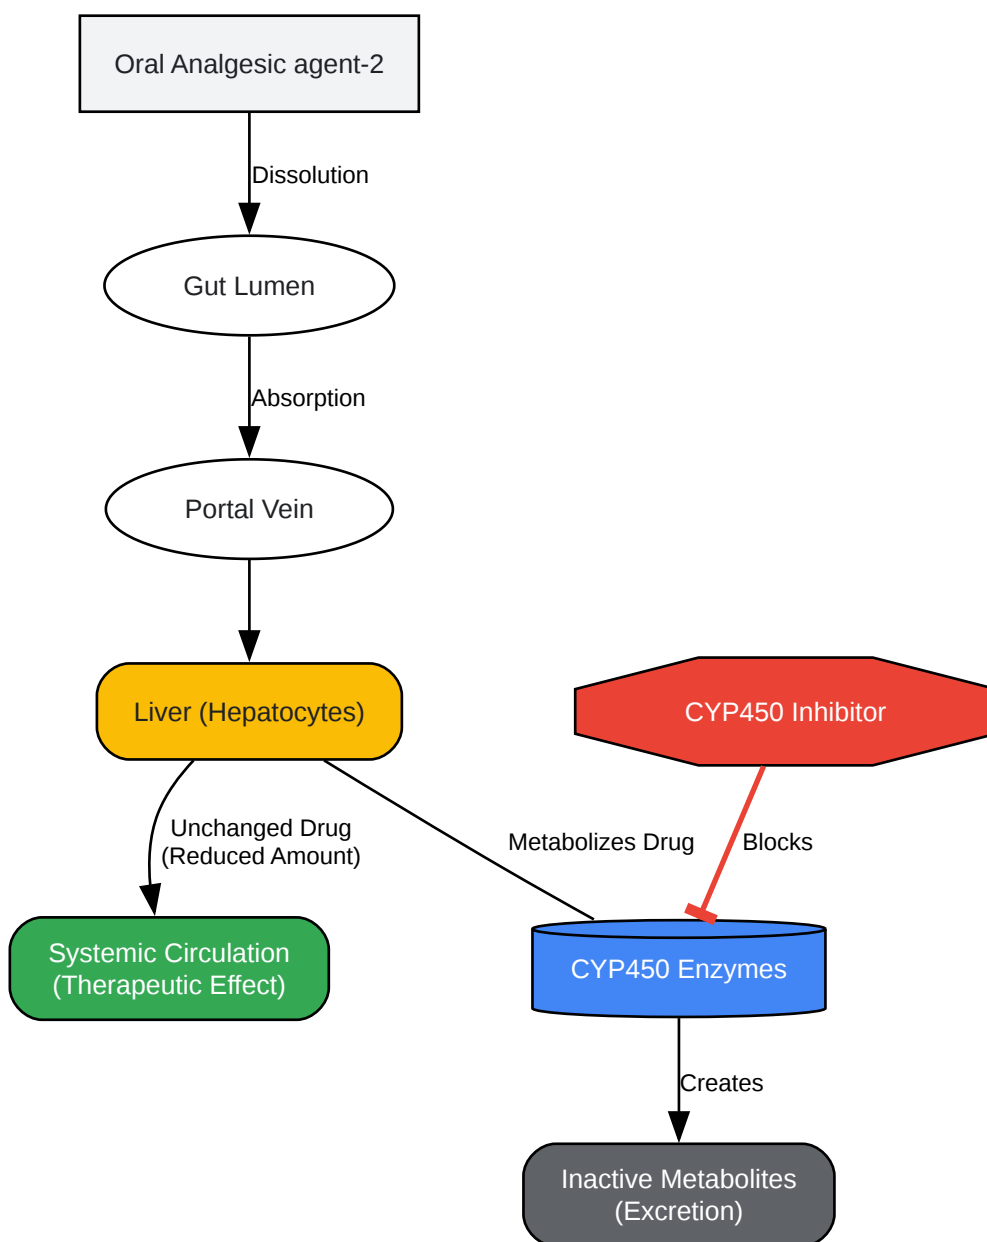 Oral Analgesic agent-2
Dissolution
Gut Lumen
Absorption
Portal Vein
Liver (Hepatocytes)
CYP450 Inhibitor
Unchanged Drug
(Reduced Amount)
Metabolizes Drug
Blocks
Systemic Circulation
(Therapeutic Effect)
CYP450 Enzymes
Creates
Inactive Metabolites
(Excretion)